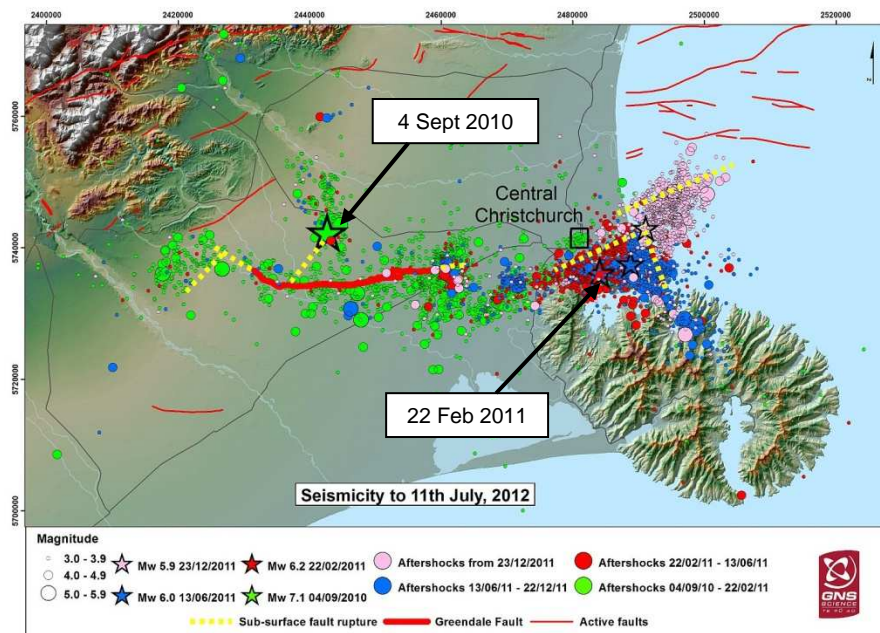 2400000 2420000 2440000 2460000 2480000 2500000 2520000
5760000
4 Sept 2010
Central
Christchurch
5740000
5720000
22 Feb 2011
Seismicity to 11th July, 2012
5700000
Magnitude
3.0 - 3.9
4.0 - 4.9
5.0 - 5.9
Mw 5.9 23/12/2011
Mw 6.0 13/06/2011
Mw 6.2 22/02/2011
Mw 7.1 04/09/2010
Aftershocks from 23/12/2011
Aftershocks 13/06/11 - 22/12/11
Aftershocks 22/02/11 - 13/06/11
Aftershocks 04/09/10 - 22/02/11
Sub-surface fault rupture
Greendale Fault
Active faults
GNS
SCIENCE
TE PŪ AO